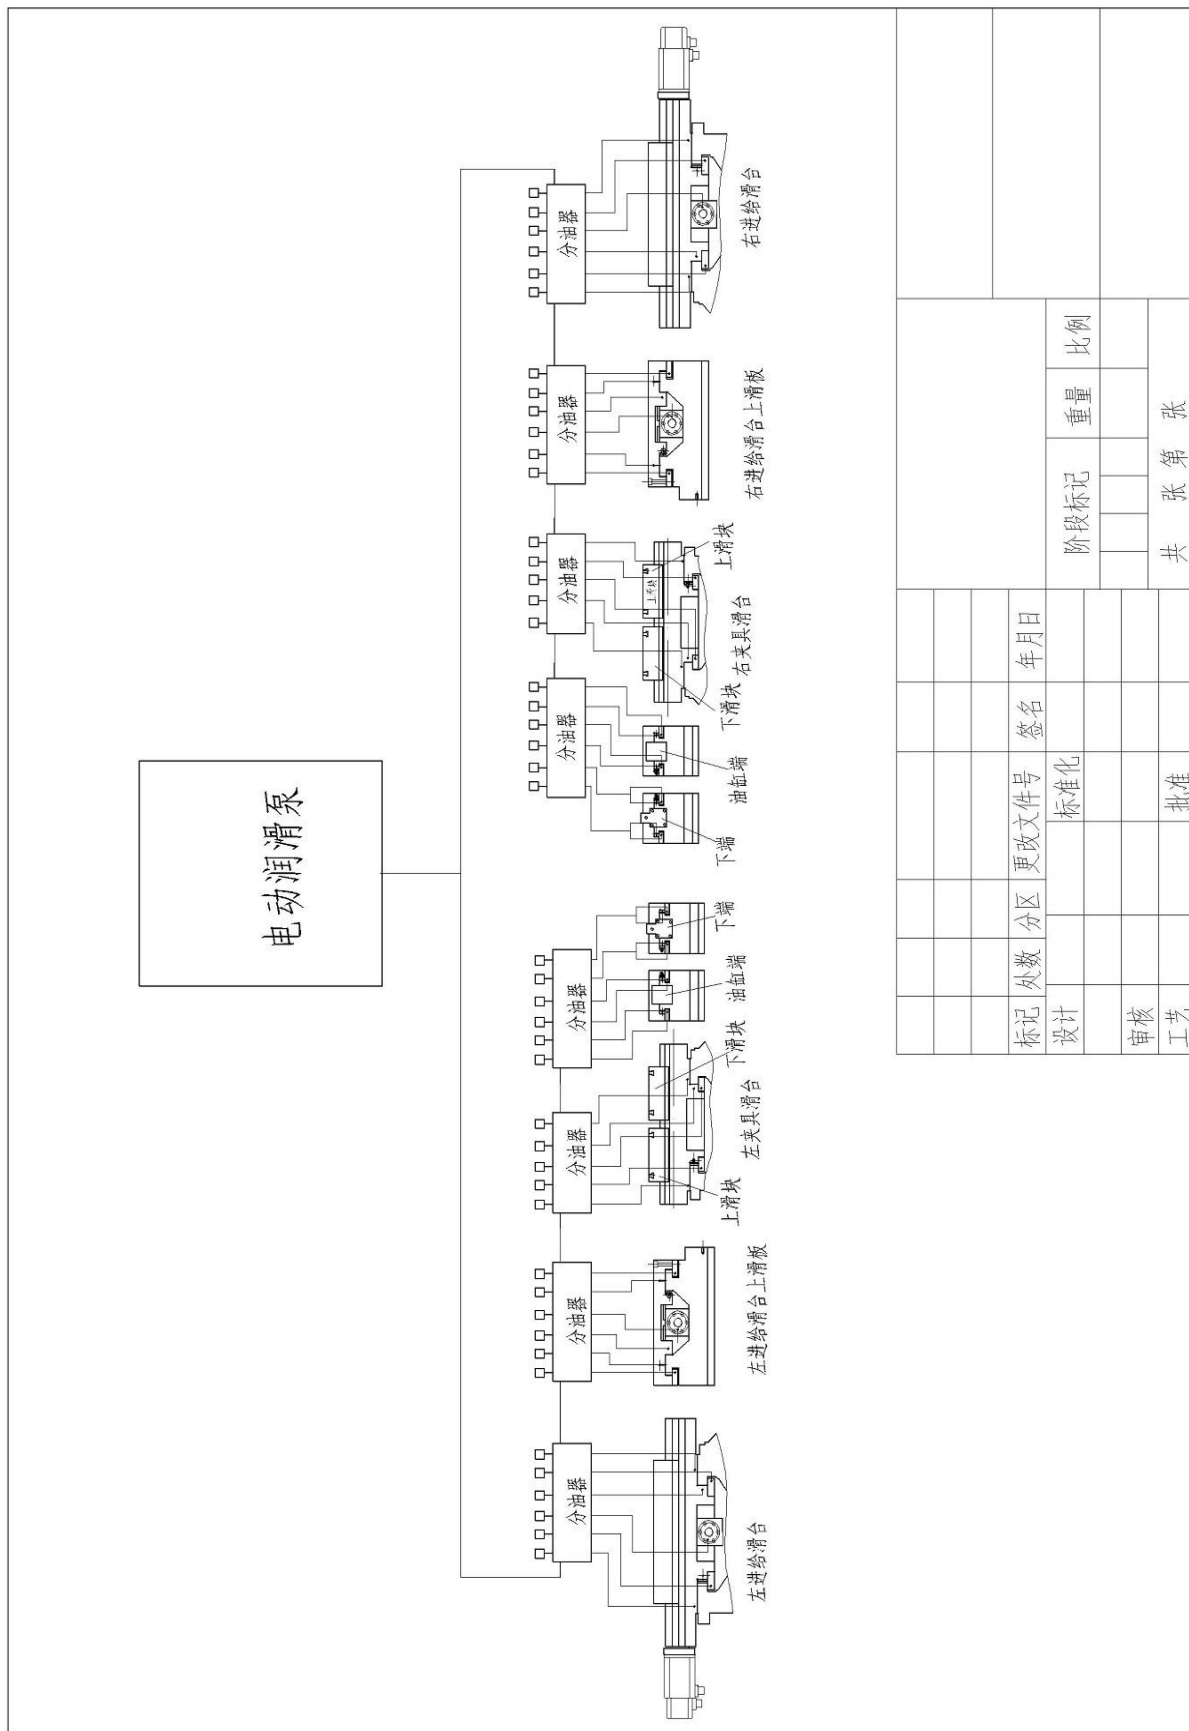 电动润滑泵
分油器
分油器
分油器
分油器
分油器
分油器
分油器
分油器
左进给滑台
左进给滑台上滑板
上滑块
左夹具滑台
下滑块
油缸端
下端
下端
油缸端
下滑块
右夹具滑台
上滑块
上滑块
右进给滑台上滑板
右进给滑台
标记 处数 分区 更改文件号 签名 年月日
设计 标准化 阶段标记 重量 比例
审核
工艺 批准 共 张 第 张